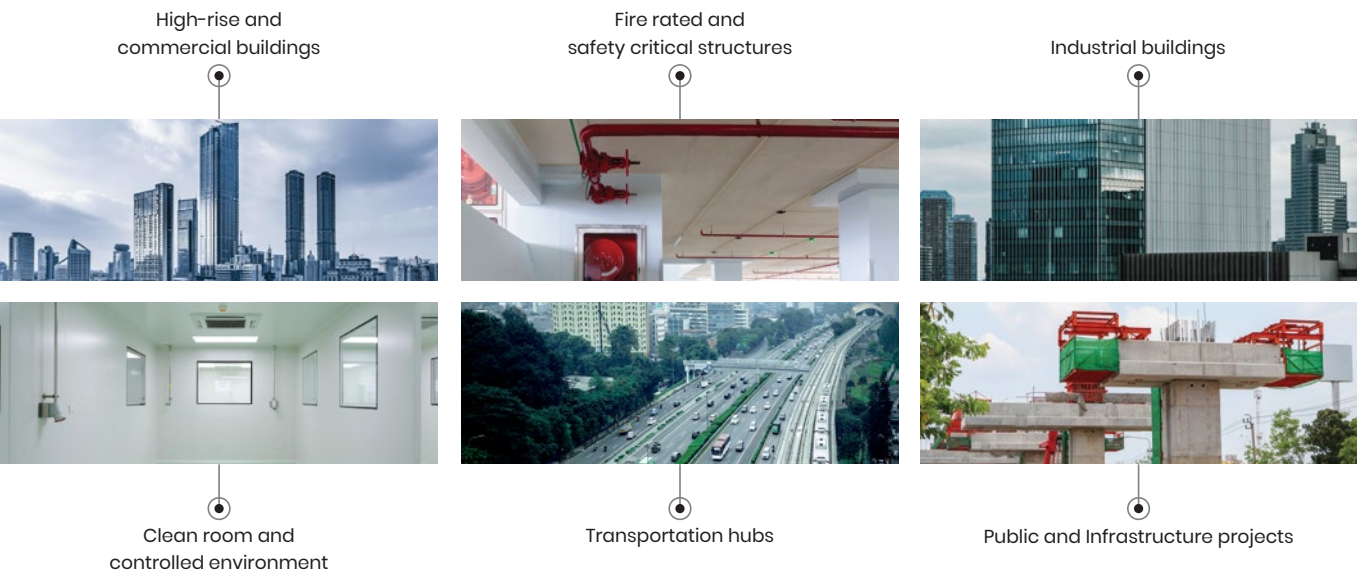 High-rise and
commercial buildings
Fire rated and
safety critical structures
Industrial buildings
Clean room and
controlled environment
Transportation hubs
Public and Infrastructure projects